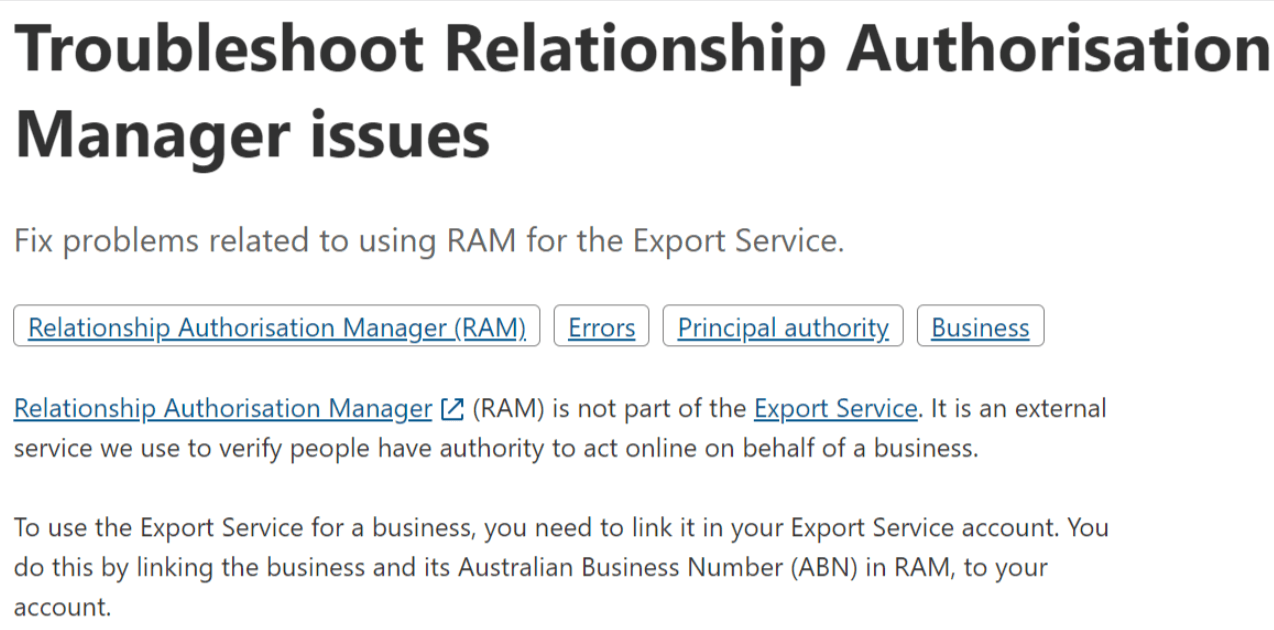 Troubleshoot Relationship Authorisation
Manager issues
Fix problems related to using RAM for the Export Service.
Relationship Authorisation Manager (RAM) Errors Principal authority Business
Relationship Authorisation Manager (RAM) is not part of the Export Service. It is an external
service we use to verify people have authority to act online on behalf of a business.
To use the Export Service for a business, you need to link it in your Export Service account. You
do this by linking the business and its Australian Business Number (ABN) in RAM, to your
account.